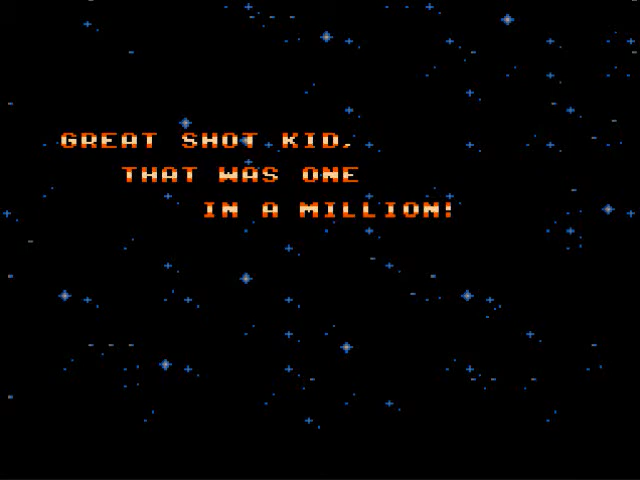 GREAT SHOT KID,
THAT WAS ONE
IN A MILLION!